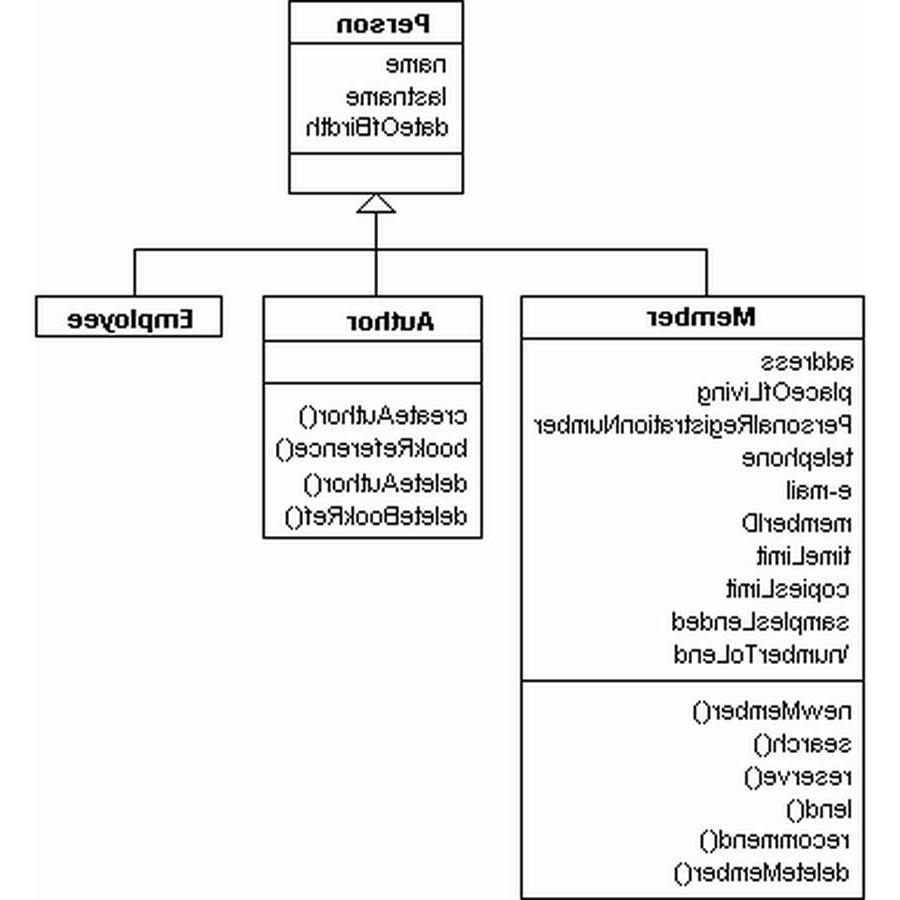 Person
name
lastname
dateOfBirdth
Employee
Author
createAuthor()
bookReference()
deleteAuthor()
deleteBookRef()
Member
address
placeOfLiving
PersonalRegistrationNumber
telephone
e-mail
memberID
timeLimit
copiesLimit
samplesLended
\numberToLend
newMember()
search()
reserve()
lend()
recommend()
deleteMember()